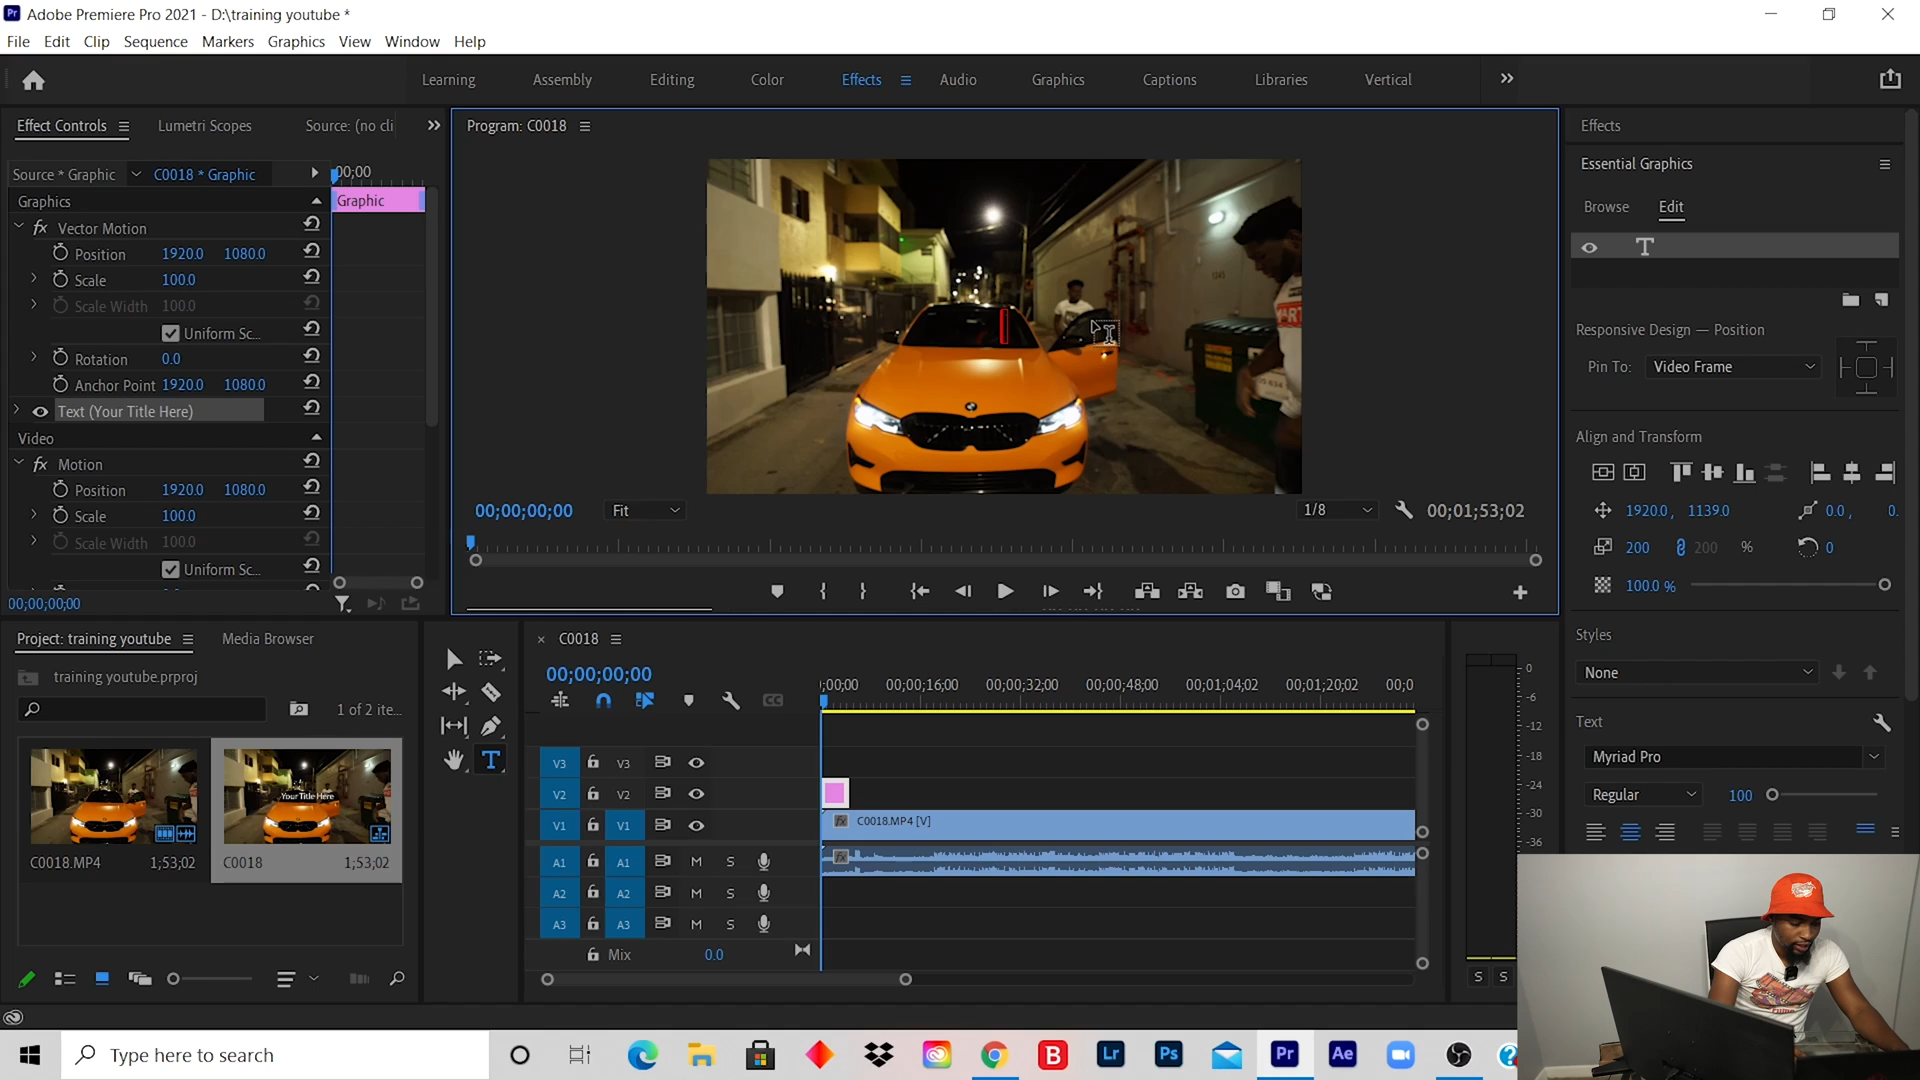 Adobe Premiere Pro 2021 - D:\training youtube *
File Edit Clip Sequence Markers Graphics View Window Help
Learning Assembly Editing Color Effects Audio Graphics Captions Libraries Vertical
Effect Controls Lumetri Scopes Source: (no cli
Source * Graphic C0018 * Graphic 00;00
Graphics Graphic
fx Vector Motion
Position 1920.0 1080.0
Scale 100.0
Scale Width 100.0
Uniform Sc...
Rotation 0.0
Anchor Point 1920.0 1080.0
Text (Your Title Here)
Video
fx Motion
Position 1920.0 1080.0
Scale 100.0
Scale Width 100.0
Uniform Sc...
00;00;00;00
Program: C0018
00;00;00;00 Fit 1/8 00;01;53;02
Effects
Essential Graphics
Browse Edit
T
Responsive Design — Position
Pin To: Video Frame
Align and Transform
1920.0 , 1139.0 0.0 , 0.
200 200 % 0
100.0 %
Styles
None
Text
Myriad Pro
Regular 100
Project: training youtube Media Browser
training youtube.prproj
1 of 2 ite...
Your Title Here
C0018.MP4 1;53;02 C0018 1;53;02
C0018
00;00;00;00
;00;00 00;00;16;00 00;00;32;00 00;00;48;00 00;01;04;02 00;01;20;02 00;0
V3 V3
V2 V2
V1 V1 fx C0018.MP4 [V]
A1 A1 M S fx
A2 A2 M S
A3 A3 M S
Mix 0.0
0
-6
-12
-18
-24
-30
-36
S S
Type here to search
B Lr Ps Pr Ae